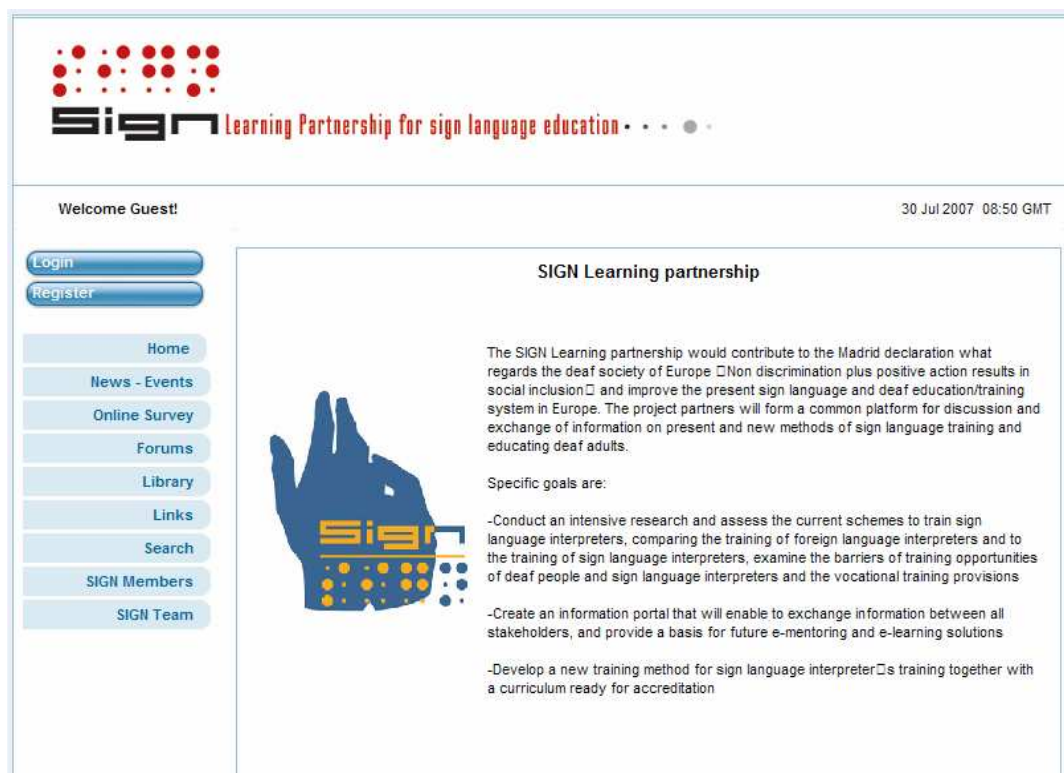 Sign Learning Partnership for sign language education
Welcome Guest!
30 Jul 2007 08:50 GMT
Login
Register
Home
News - Events
Online Survey
Forums
Library
Links
Search
SIGN Members
SIGN Team
SIGN Learning partnership
The SIGN Learning partnership would contribute to the Madrid declaration what
regards the deaf society of Europe □Non discrimination plus positive action results in
social inclusion□ and improve the present sign language and deaf education/training
system in Europe. The project partners will form a common platform for discussion and
exchange of information on present and new methods of sign language training and
educating deaf adults.
Specific goals are:
-Conduct an intensive research and assess the current schemes to train sign
language interpreters, comparing the training of foreign language interpreters and to
the training of sign language interpreters, examine the barriers of training opportunities
of deaf people and sign language interpreters and the vocational training provisions
-Create an information portal that will enable to exchange information between all
stakeholders, and provide a basis for future e-mentoring and e-learning solutions
-Develop a new training method for sign language interpreter□s training together with
a curriculum ready for accreditation
Sign